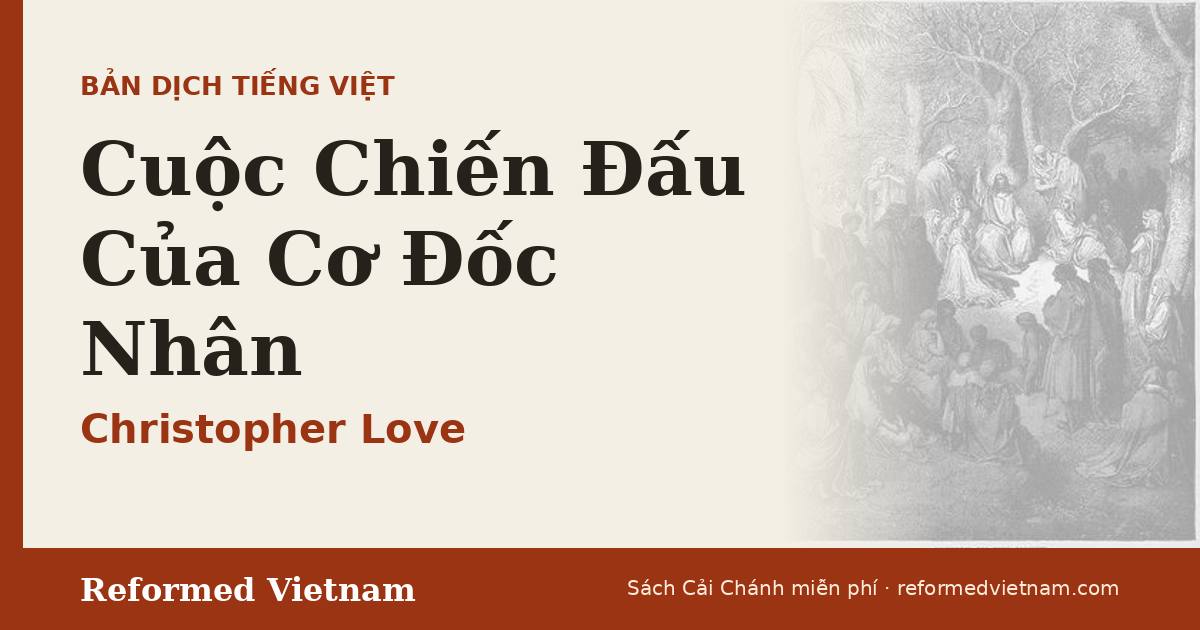 BẢN DỊCH TIẾNG VIỆT
Cuộc Chiến Đấu
Của Cơ Đốc
Nhân
Christopher Love
Reformed Vietnam
Sách Cải Chánh miễn phí · reformedvietnam.com